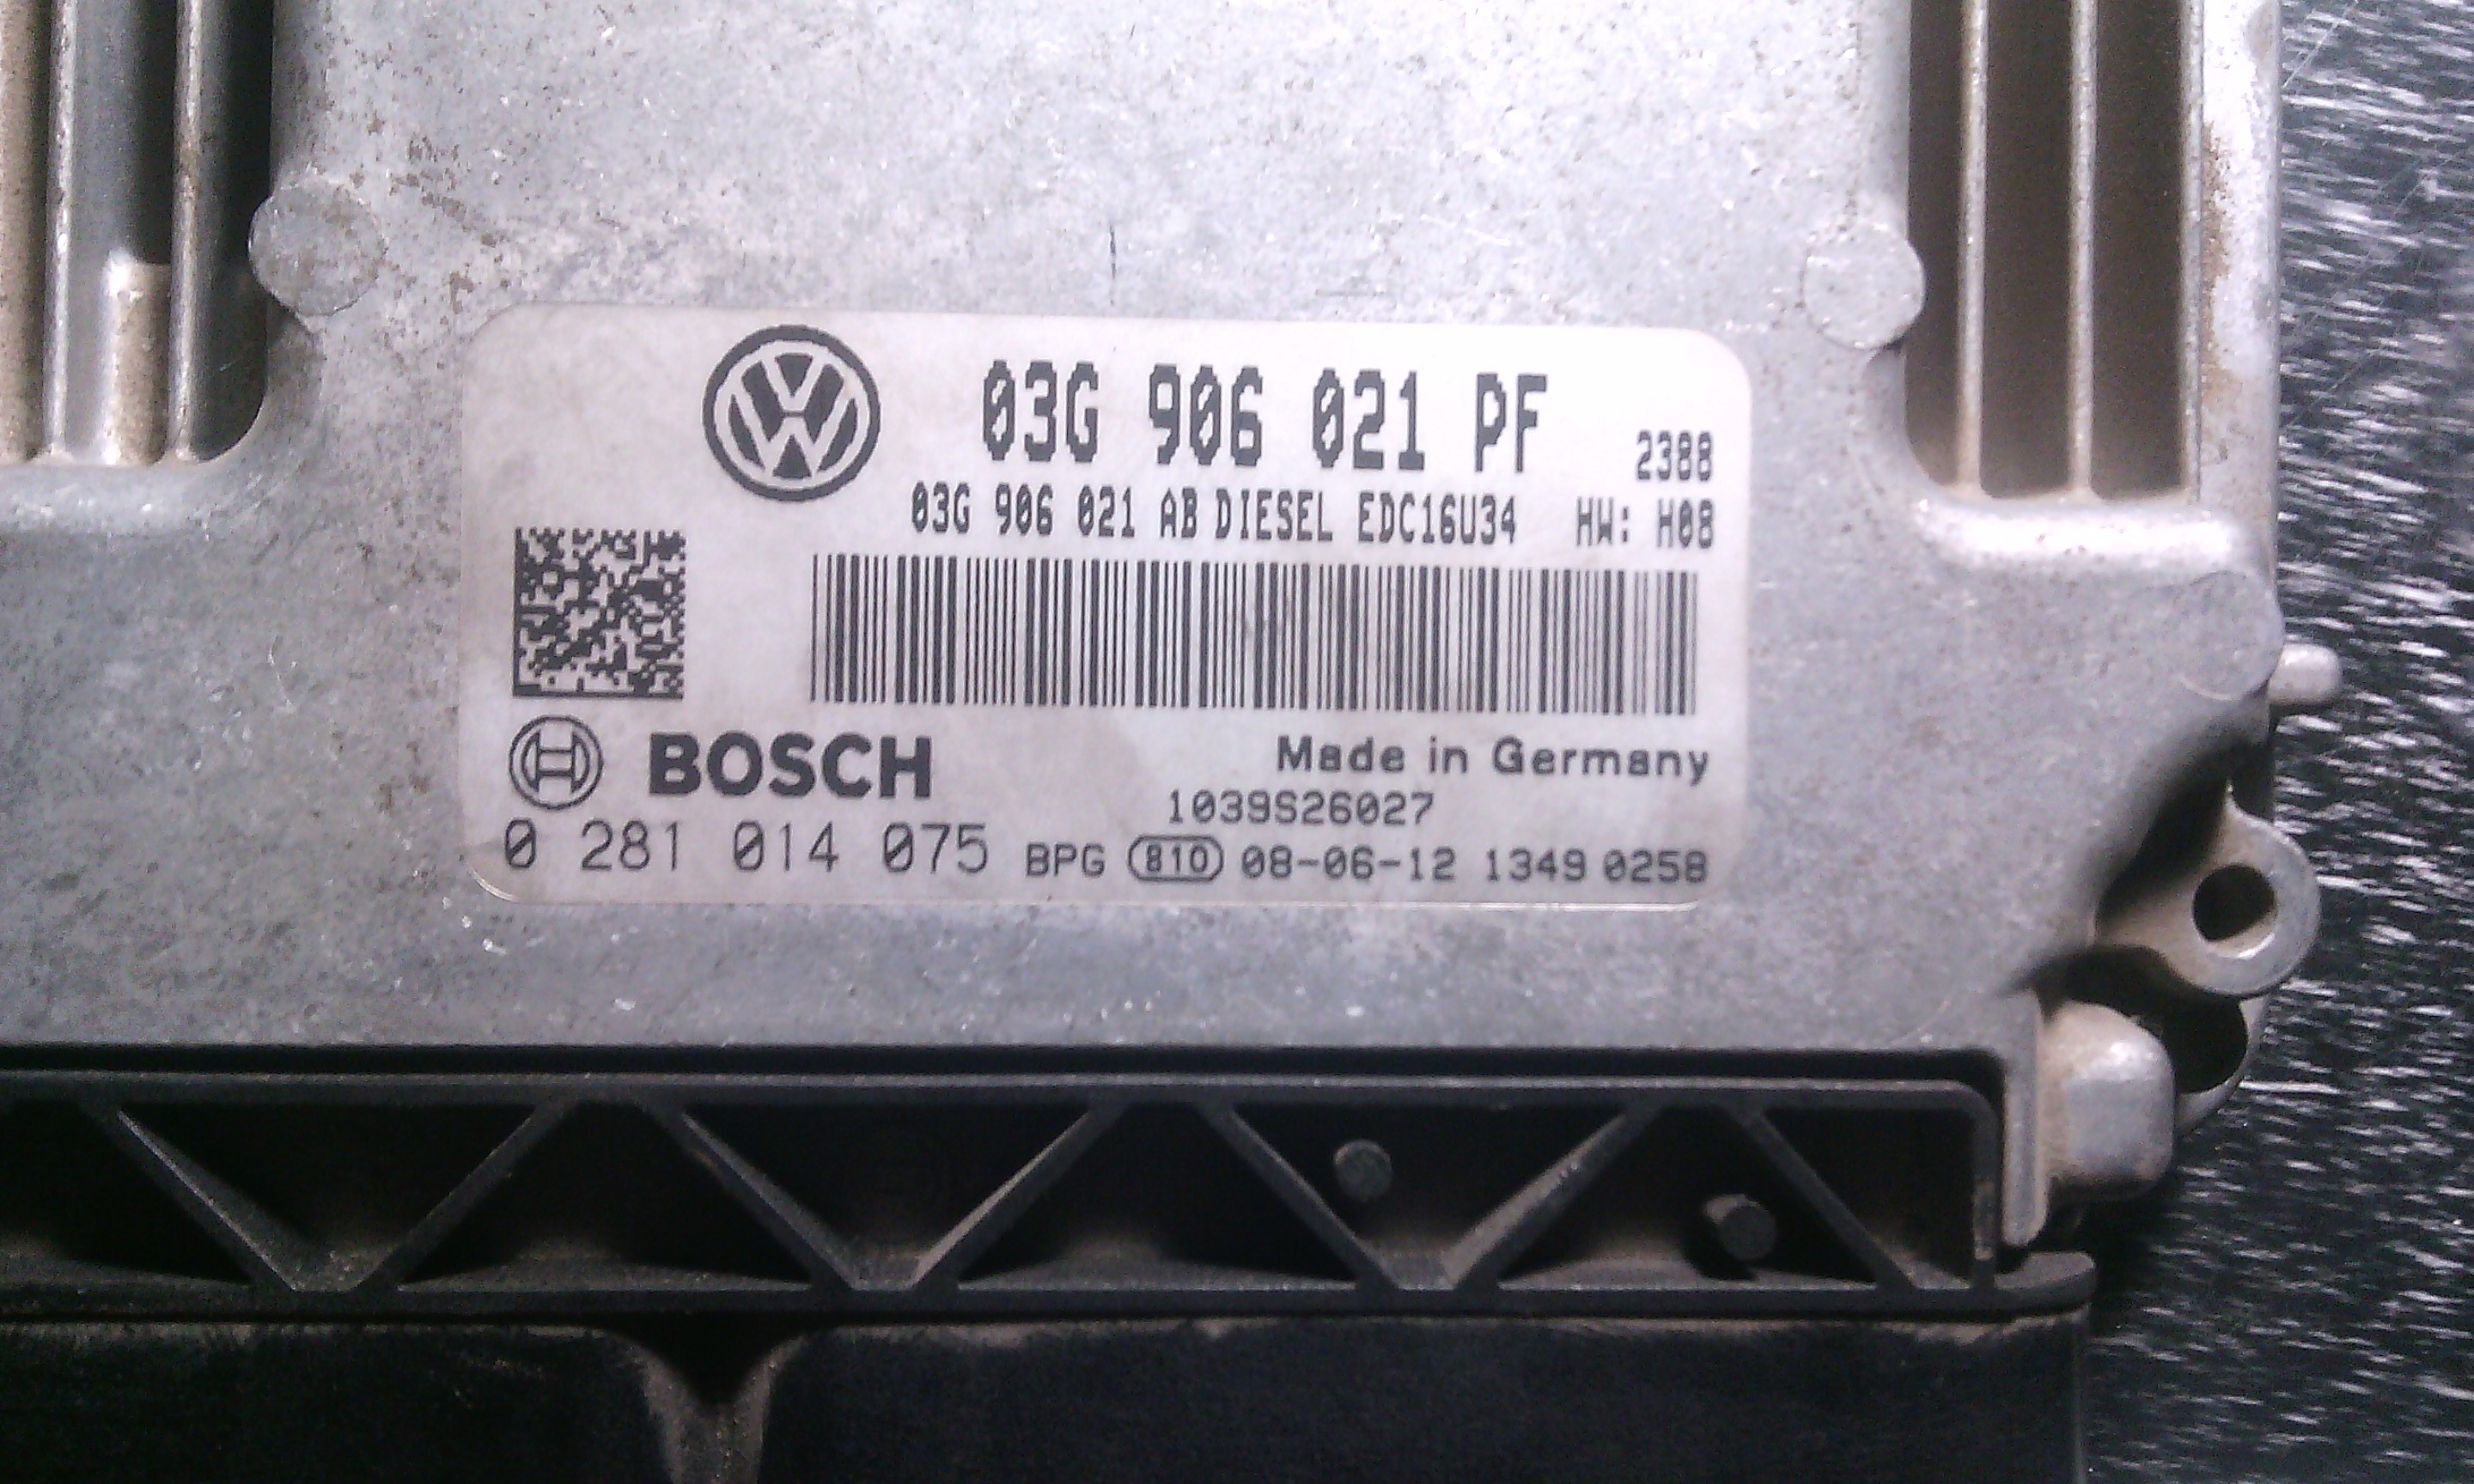 03G 906 021 PF 2388
03G 906 021 AB DIESEL EDC16U34 HW: H08
BOSCH Made in Germany
1039S26027
0 281 014 075 BPG 810 08-06-12 1349 0258